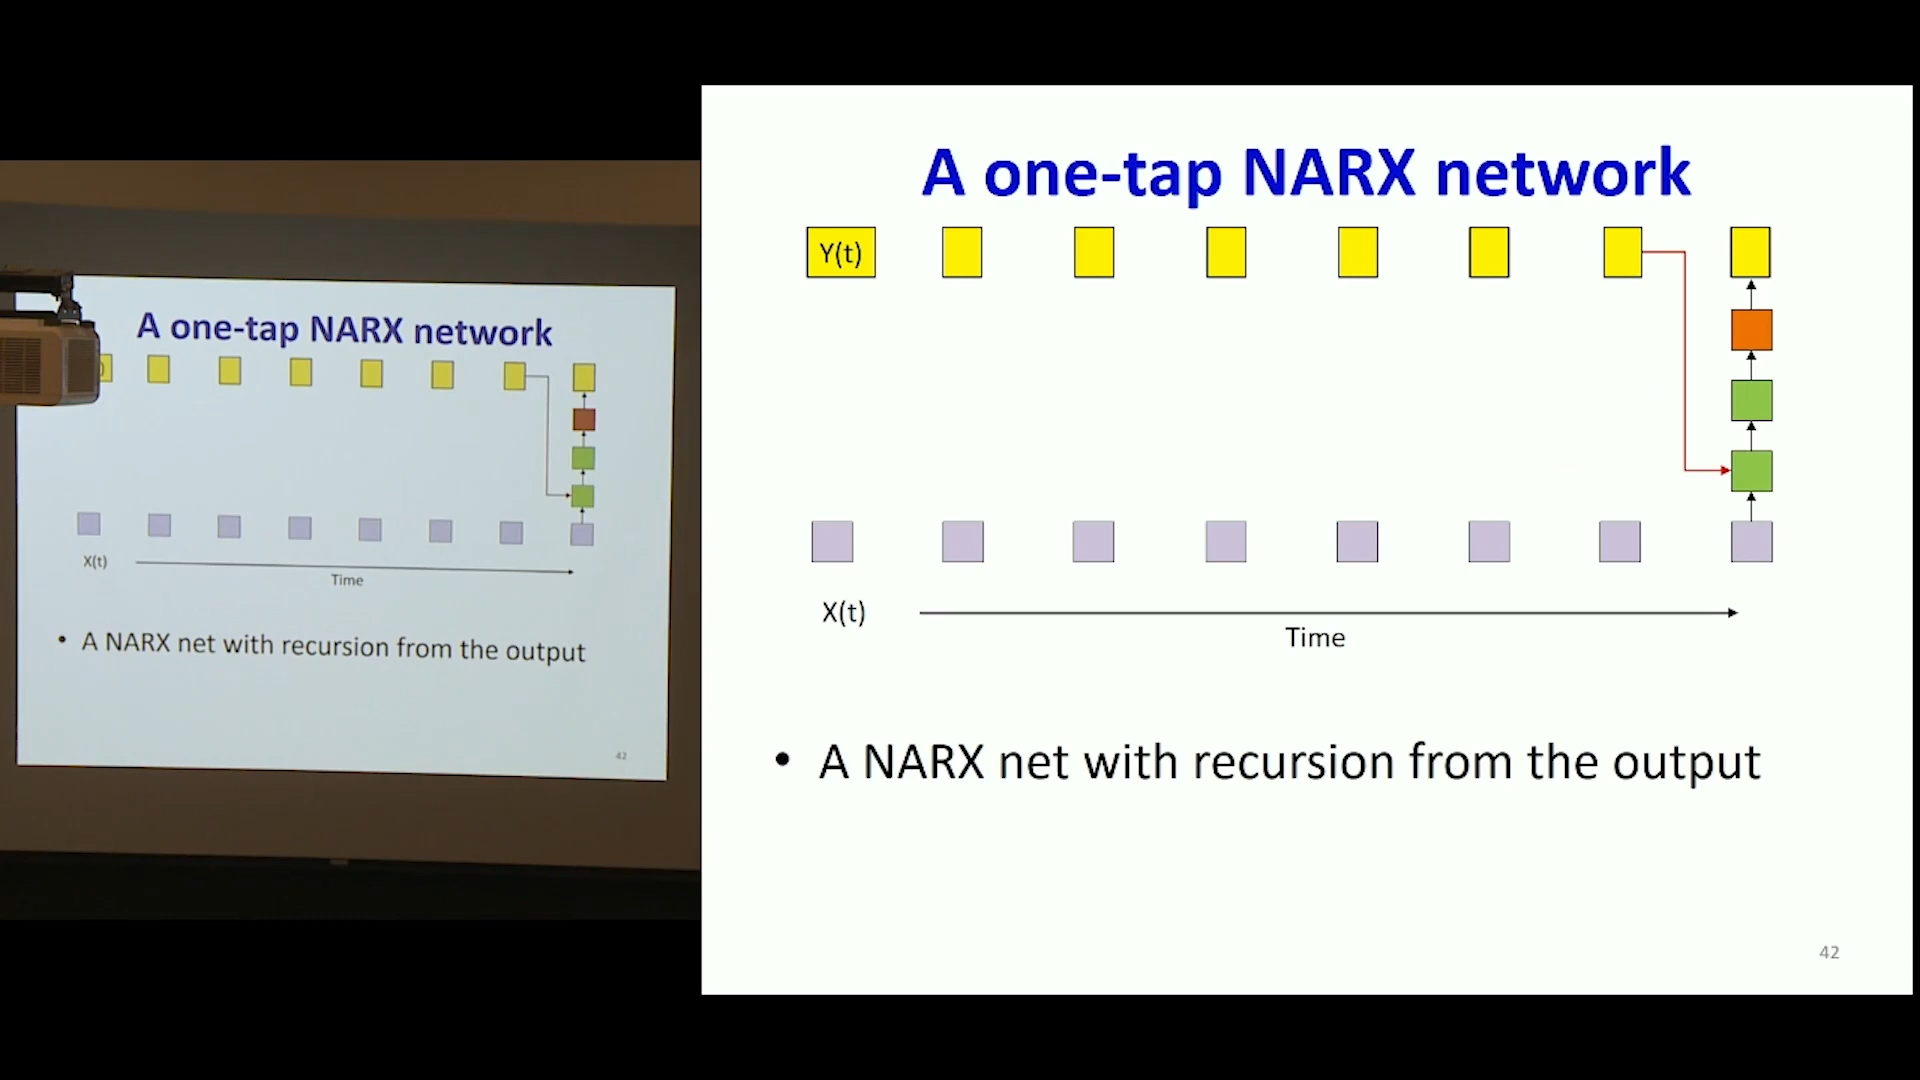 A one-tap NARX network
X(t)
Time
• A NARX net with recursion from the output
42
A one-tap NARX network
Y(t)
X(t)
Time
• A NARX net with recursion from the output
42